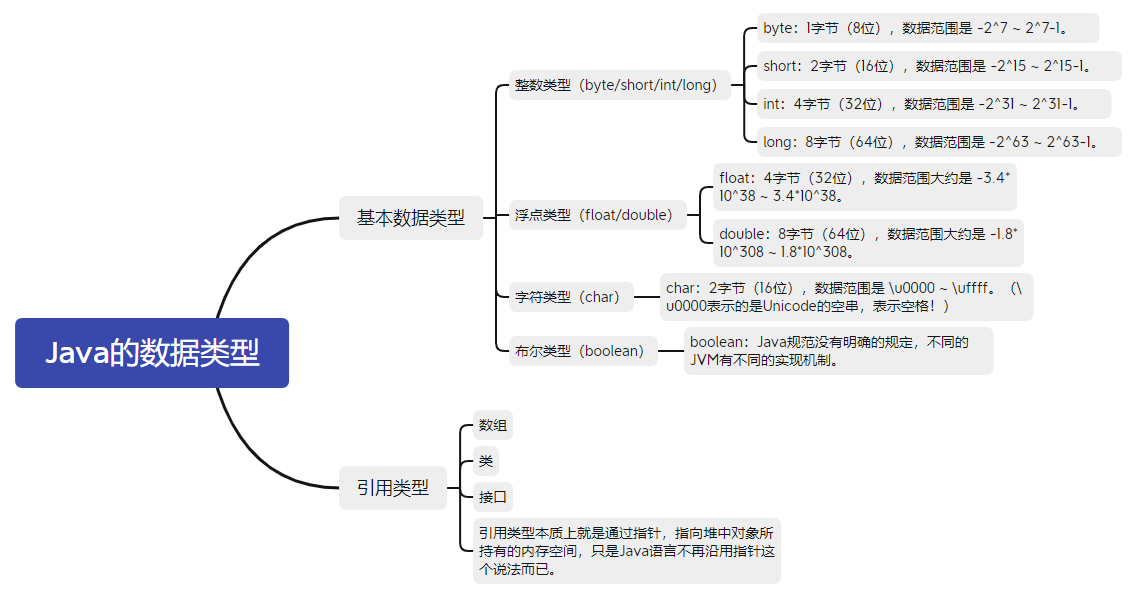 Java的数据类型
基本数据类型
整数类型（byte/short/int/long）
byte：1字节（8位），数据范围是 -2^7 ~ 2^7-1。
short：2字节（16位），数据范围是 -2^15 ~ 2^15-1。
int：4字节（32位），数据范围是 -2^31 ~ 2^31-1。
long：8字节（64位），数据范围是 -2^63 ~ 2^63-1。
浮点类型（float/double）
float：4字节（32位），数据范围大约是 -3.4*
10^38 ~ 3.4*10^38。
double：8字节（64位），数据范围大约是 -1.8*
10^308 ~ 1.8*10^308。
字符类型（char）
char：2字节（16位），数据范围是 \u0000 ~ \uffff。（\
u0000表示的是Unicode的空串，表示空格！）
布尔类型（boolean）
boolean：Java规范没有明确的规定，不同的
JVM有不同的实现机制。
引用类型
数组
类
接口
引用类型本质上就是通过指针，指向堆中对象所
持有的内存空间，只是Java语言不再沿用指针这
个说法而已。